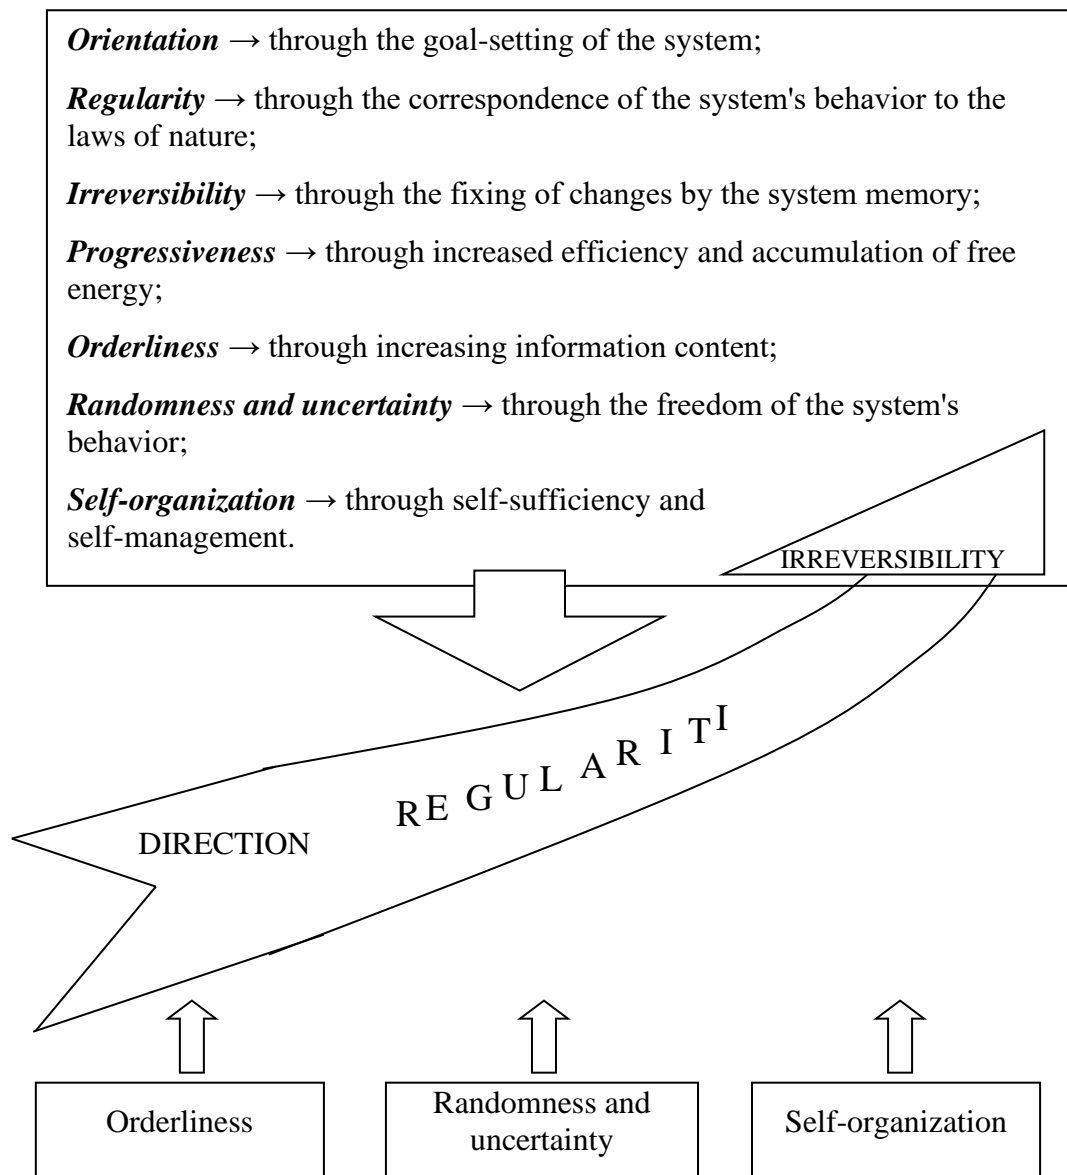 Orientation → through the goal-setting of the system;
Regularity → through the correspondence of the system's behavior to the
laws of nature;
Irreversibility → through the fixing of changes by the system memory;
Progressiveness → through increased efficiency and accumulation of free
energy;
Orderliness → through increasing information content;
Randomness and uncertainty → through the freedom of the system's
behavior;
Self-organization → through self-sufficiency and
self-management.
IRREVERSIBILITY
REGULARITI
DIRECTION
Orderliness
Randomness and
uncertainty
Self-organization